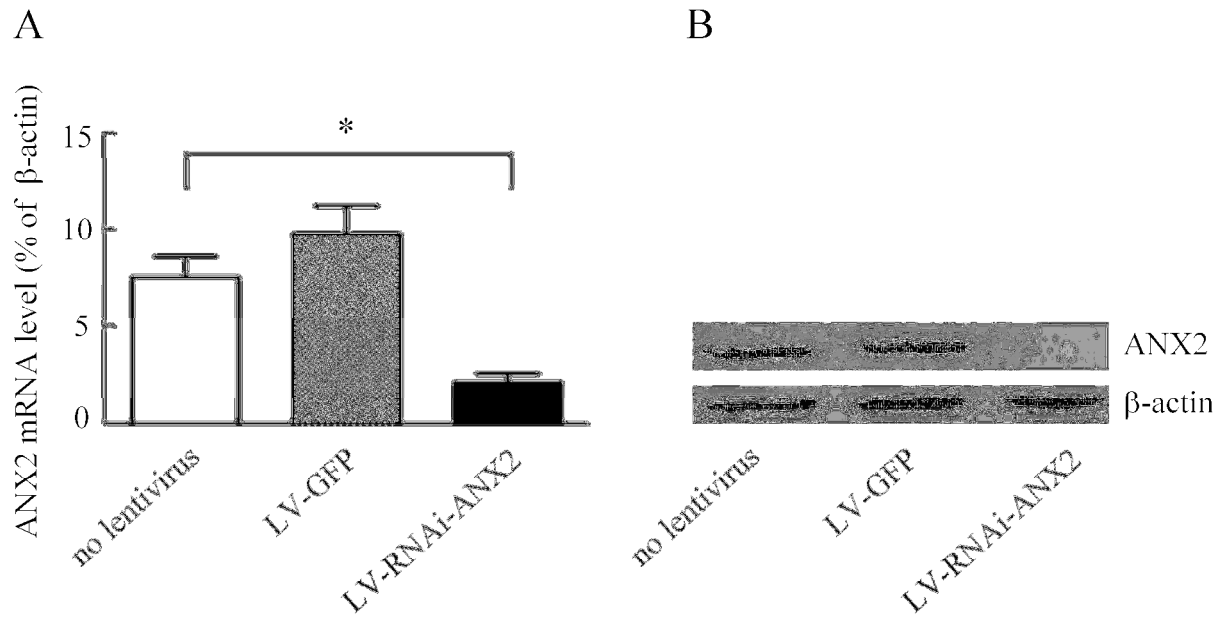 A
B
ANX2 mRNA level (% of β-actin)
15
10
5
0
*
no lentivirus
LV-GFP
LV-RNAi-ANX2
ANX2
β-actin
no lentivirus
LV-GFP
LV-RNAi-ANX2